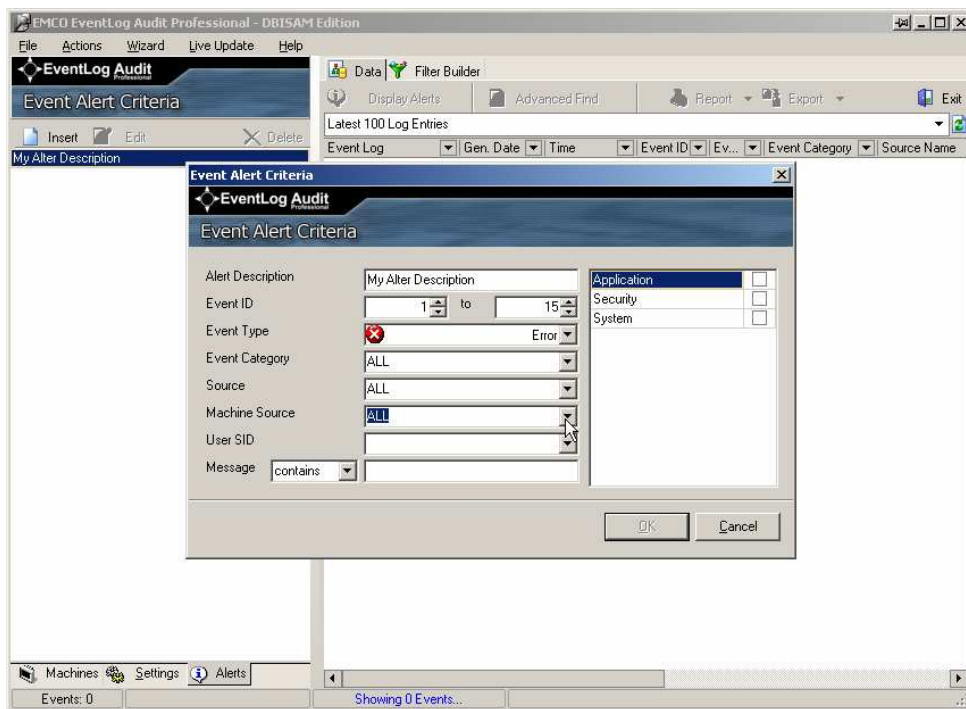 EMCO EventLog Audit Professional - DBISAM Edition
File Actions Wizard Live Update Help
EventLog Audit
Professional
Event Alert Criteria
Insert Edit Delete
My Alter Description
Data Filter Builder
Display Alerts Advanced Find Report Export Exit
Latest 100 Log Entries
Event Log Gen. Date Time Event ID Ev... Event Category Source Name
Event Alert Criteria
EventLog Audit
Professional
Event Alert Criteria
Alert Description My Alter Description
Event ID 1 to 15
Event Type Error
Event Category ALL
Source ALL
Machine Source ALL
User SID
Message contains
Application
Security
System
OK Cancel
Machines Settings Alerts
Events: 0 Showing 0 Events...